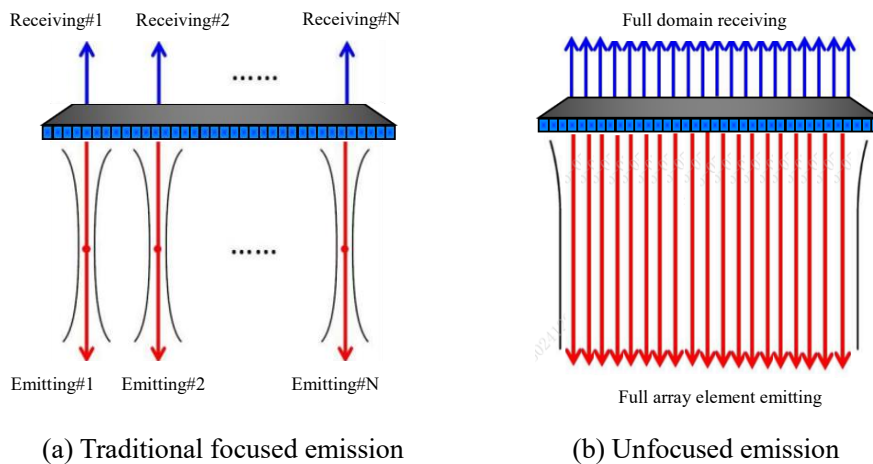 Receiving#1 Receiving#2 Receiving#N
......
Emitting#1 Emitting#2 Emitting#N
......
(a) Traditional focused emission
Full domain receiving
Full array element emitting
(b) Unfocused emission